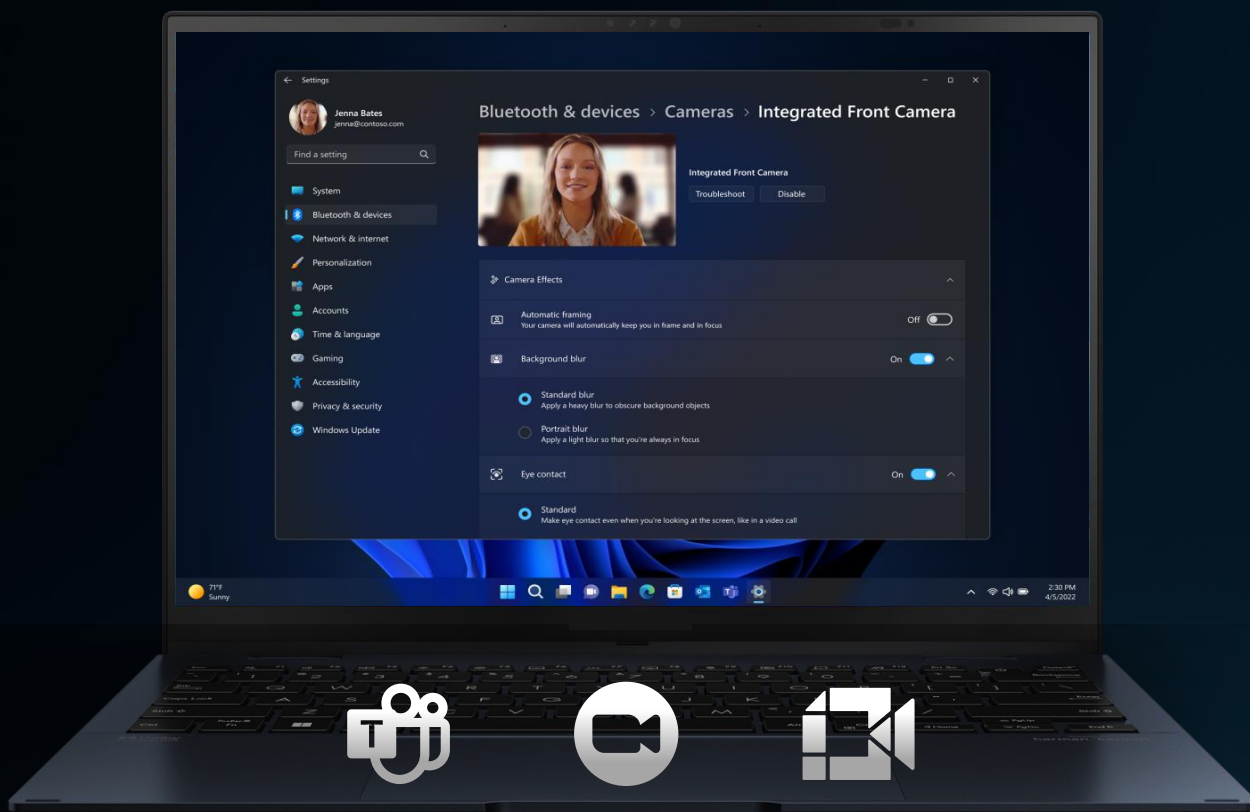 Settings
Jenna Bates
jenna@contoso.com
Find a setting
System
Bluetooth & devices
Network & internet
Personalization
Apps
Accounts
Time & language
Gaming
Accessibility
Privacy & security
Windows Update
Bluetooth & devices > Cameras > Integrated Front Camera
Integrated Front Camera
Troubleshoot Disable
Camera Effects
Automatic framing
Your camera will automatically keep you in frame and in focus
Off
Background blur
On
Standard blur
Apply a heavy blur to obscure background objects
Portrait blur
Apply a light blur so that you're always in focus
Eye contact
On
Standard
Make eye contact even when you're looking at the screen, like in a video call
71°F
Sunny
2:30 PM
4/5/2022
T